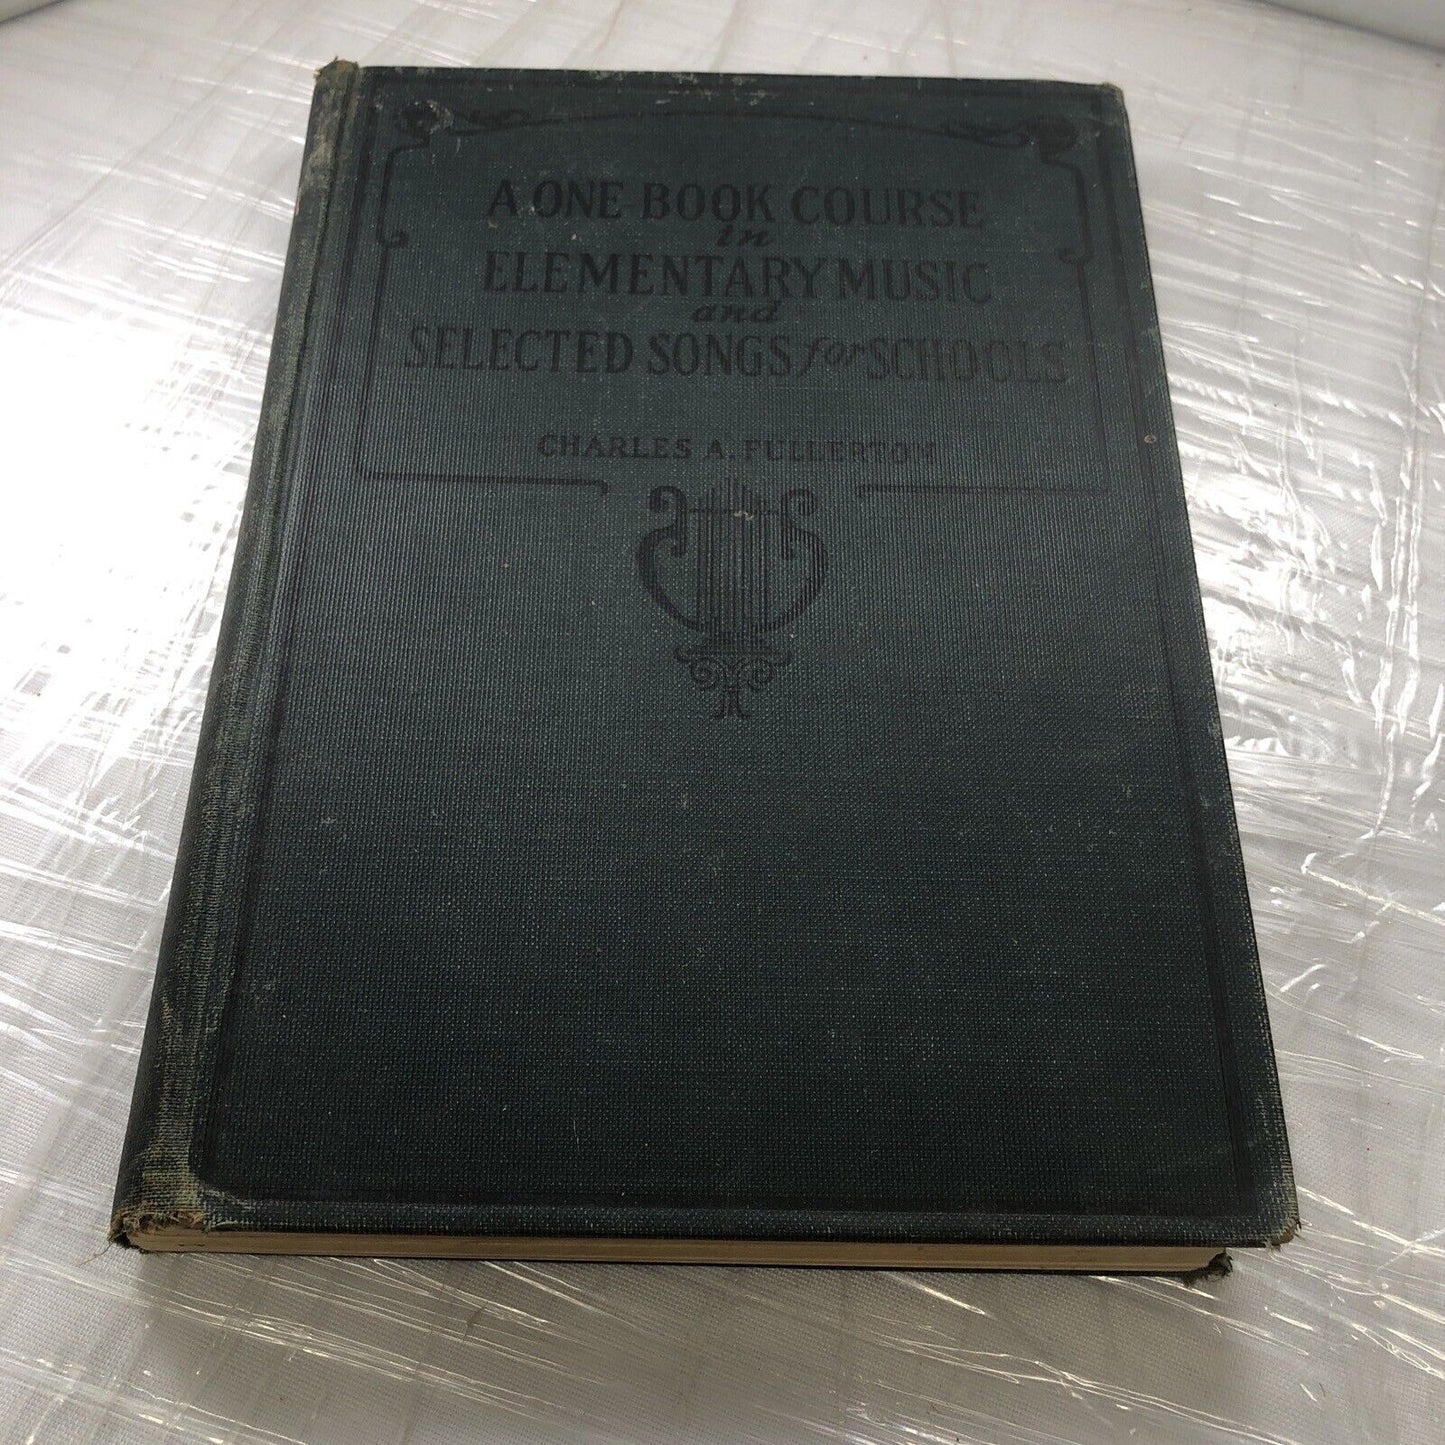 A ONE BOOK COURSE
in
ELEMENTARY MUSIC
and
SELECTED SONGS for SCHOOLS
CHARLES A. FULLERTON